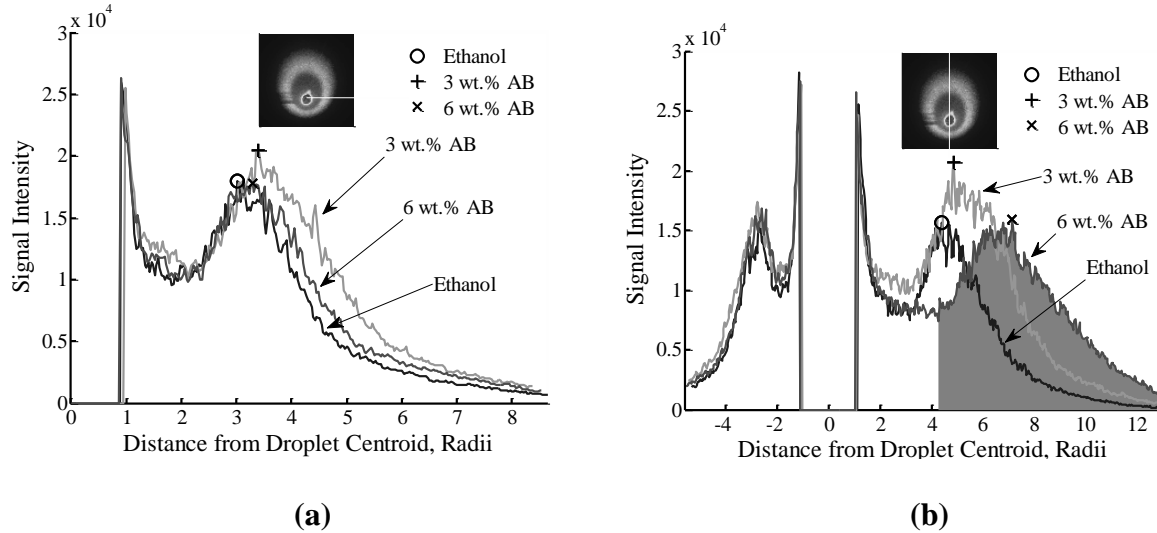 x 10⁴
3
2.5
2
1.5
1
0.5
0
Signal Intensity
0 1 2 3 4 5 6 7 8
Distance from Droplet Centroid, Radii
Ethanol
3 wt.% AB
6 wt.% AB
3 wt.% AB
6 wt.% AB
Ethanol
(a)
x 10⁴
3
2.5
2
1.5
1
0.5
0
Signal Intensity
-4 -2 0 2 4 6 8 10 12
Distance from Droplet Centroid, Radii
Ethanol
3 wt.% AB
6 wt.% AB
3 wt.% AB
6 wt.% AB
Ethanol
(b)